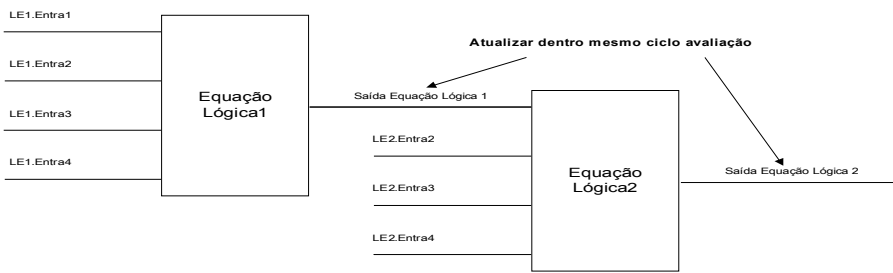 LE1.Entra1
LE1.Entra2
LE1.Entra3
LE1.Entra4
Equação
Lógica1
Atualizar dentro mesmo ciclo avaliação
Saída Equação Lógica 1
LE2.Entra2
LE2.Entra3
LE2.Entra4
Equação
Lógica2
Saída Equação Lógica 2